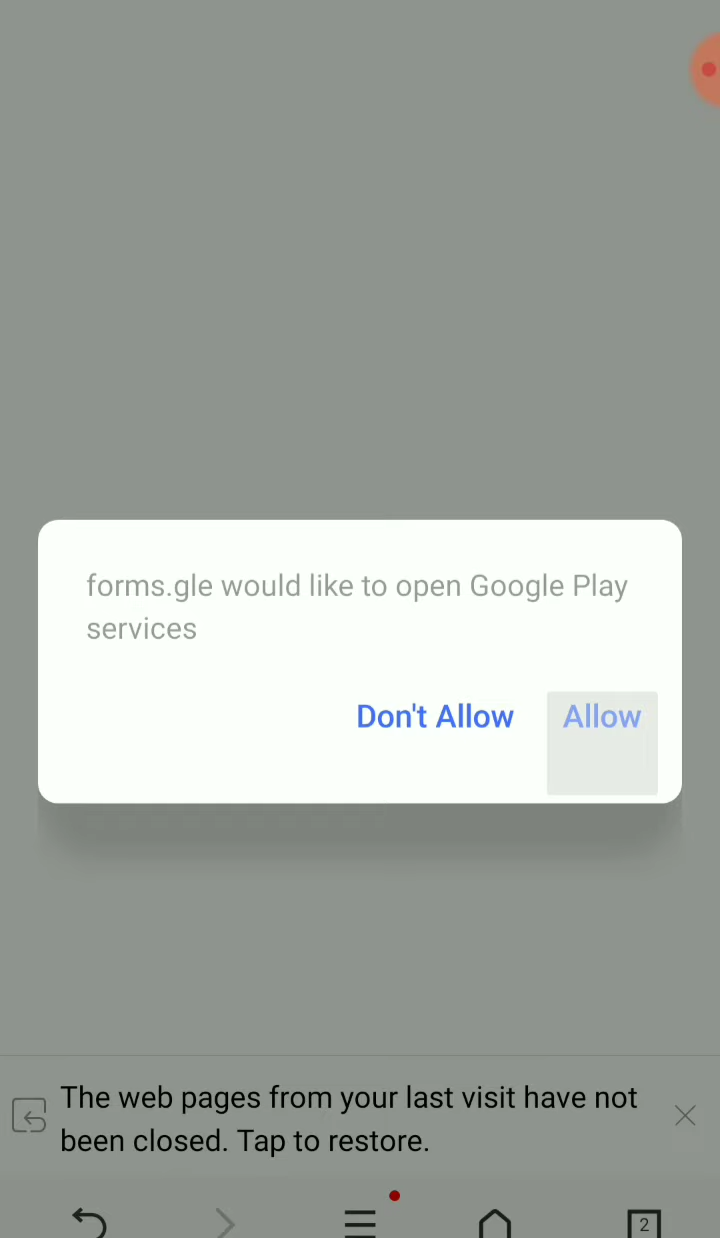 forms.gle would like to open Google Play
services
Don't Allow Allow
The web pages from your last visit have not
been closed. Tap to restore.
2